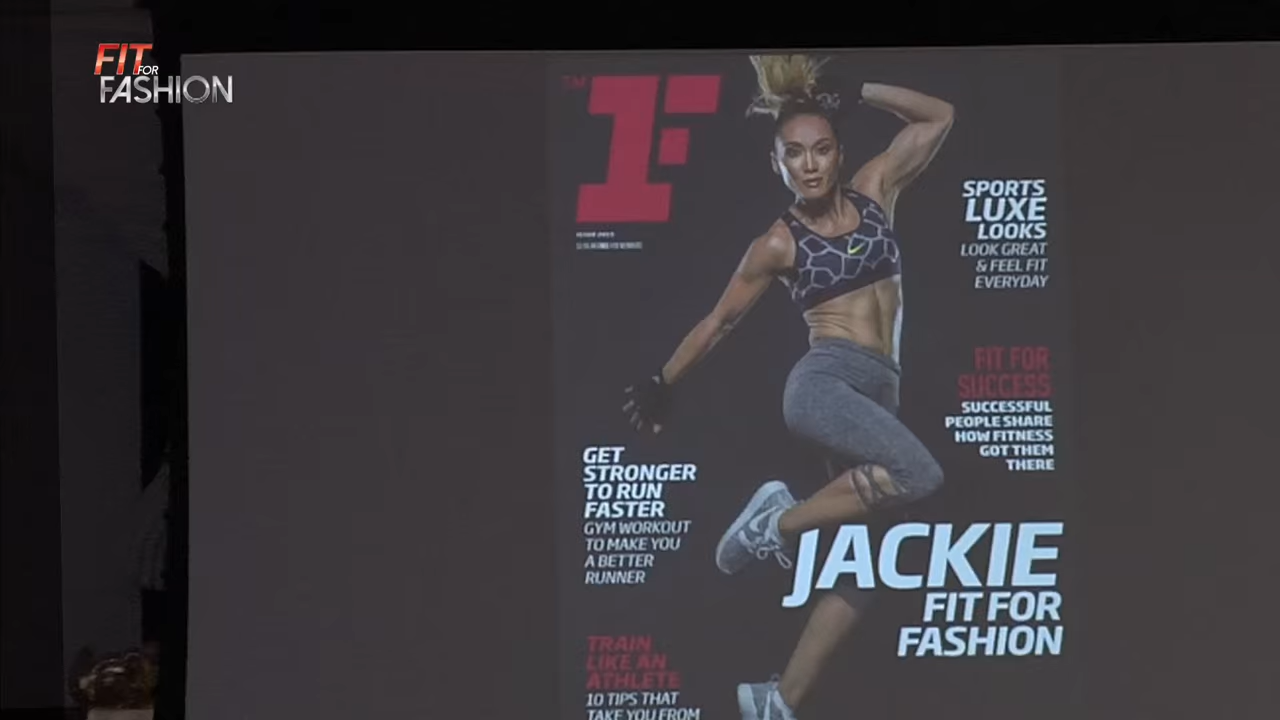 FIT FOR
FASHION
TM
1F
SPORTS
LUXE
LOOKS
LOOK GREAT
& FEEL FIT
EVERYDAY
FIT FOR
SUCCESS
SUCCESSFUL
PEOPLE SHARE
HOW FITNESS
GOT THEM
THERE
GET
STRONGER
TO RUN
FASTER
GYM WORKOUT
TO MAKE YOU
A BETTER
RUNNER
JACKIE
FIT FOR
FASHION
TRAIN
LIKE AN
ATHLETE
10 TIPS THAT
TAKE YOU FROM